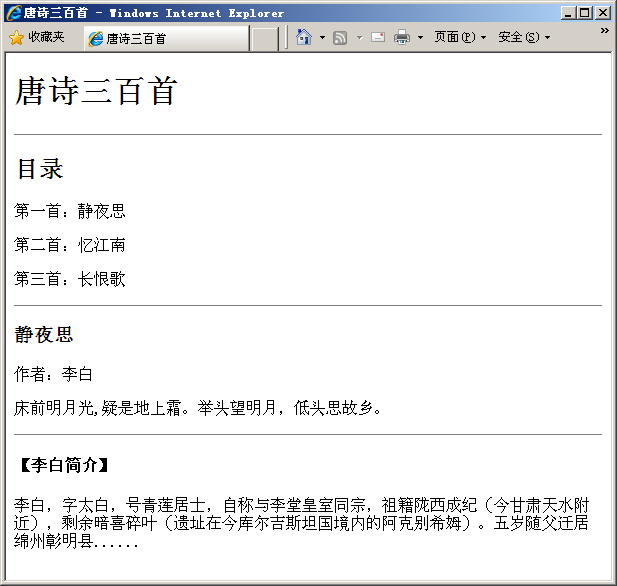 唐诗三百首 - Windows Internet Explorer
收藏夹 唐诗三百首 页面(P) 安全(S) »
唐诗三百首
目录
第一首：静夜思
第二首：忆江南
第三首：长恨歌
静夜思
作者：李白
床前明月光,疑是地上霜。举头望明月，低头思故乡。
【李白简介】
李白，字太白，号青莲居士，自称与李堂皇室同宗，祖籍陇西成纪（今甘肃天水附
近），剩余暗喜碎叶（遗址在今库尔吉斯坦国境内的阿克别希姆）。五岁随父迁居
绵州彰明县......